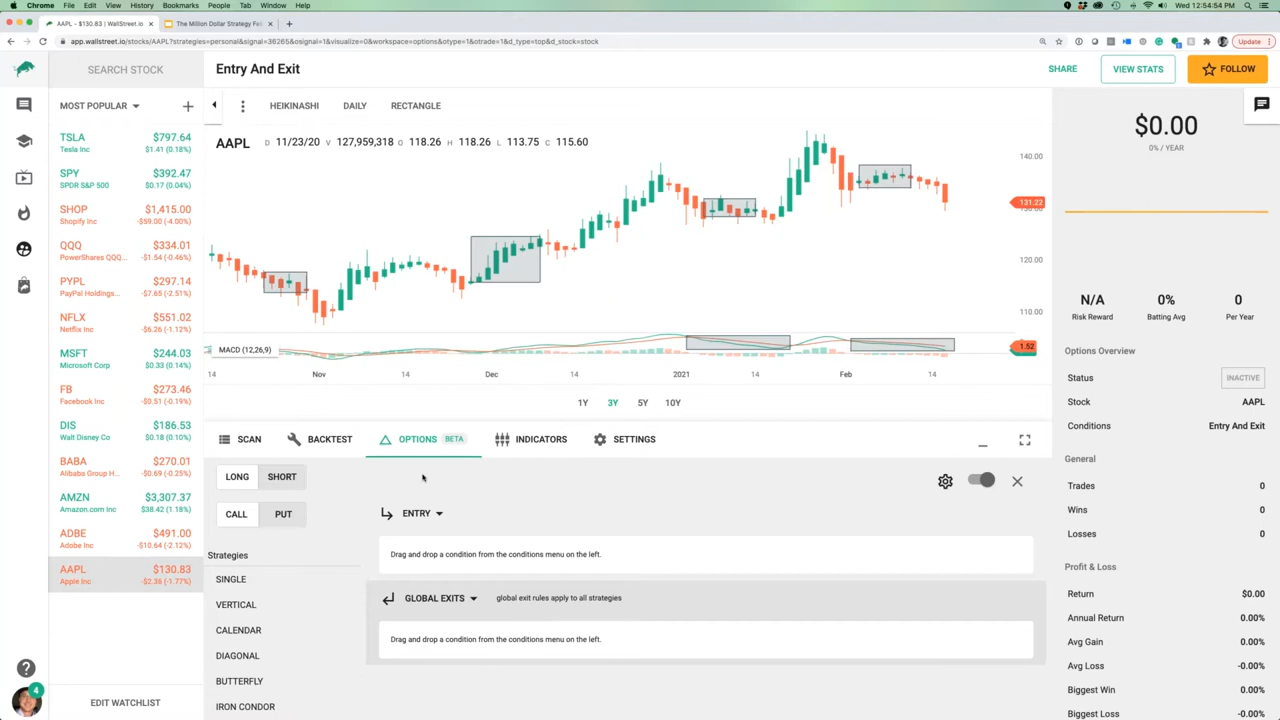 Chrome File Edit View History Bookmarks People Tab Window Help
Wed 12:54:54 PM
AAPL - $130.83 | WallStreet.io
The Million Dollar Strategy Fe
app.wallstreet.io/stocks/AAPL?strategies=personal&signal=36265&osignal=1&visualize=0&workspace=options&otype=1&otrade=1&d_type=top&d_stock=stock
Update
SEARCH STOCK
Entry And Exit
SHARE
VIEW STATS
FOLLOW
MOST POPULAR
HEIKINASHI DAILY RECTANGLE
AAPL D 11/23/20 V 127,959,318 O 118.26 H 118.26 L 113.75 C 115.60
TSLA $797.64
Tesla Inc $1.41 (0.18%)
SPY $392.47
SPDR S&P 500 $0.17 (0.04%)
SHOP $1,415.00
Shopify Inc -$59.00 (-4.00%)
QQQ $334.01
PowerShares QQQ... -$1.54 (-0.46%)
PYPL $297.14
PayPal Holdings... -$7.65 (-2.51%)
NFLX $551.02
Netflix Inc -$6.26 (-1.12%)
MSFT $244.03
Microsoft Corp $0.33 (0.14%)
FB $273.46
Facebook Inc -$0.51 (-0.19%)
DIS $186.53
Walt Disney Co $0.18 (0.10%)
BABA $270.01
Alibaba Group H... -$0.69 (-0.25%)
AMZN $3,307.37
Amazon.com Inc $38.42 (1.18%)
ADBE $491.00
Adobe Inc -$10.64 (-2.12%)
AAPL $130.83
Apple Inc -$2.36 (-1.77%)
EDIT WATCHLIST
4
140.00
131.22
120.00
110.00
MACD (12,26,9)
1.52
14 Nov 14 Dec 14 2021 14 Feb 14
1Y 3Y 5Y 10Y
SCAN BACKTEST OPTIONS BETA INDICATORS SETTINGS
LONG SHORT
CALL PUT
Strategies
SINGLE
VERTICAL
CALENDAR
DIAGONAL
BUTTERFLY
IRON CONDOR
ENTRY
Drag and drop a condition from the conditions menu on the left.
GLOBAL EXITS global exit rules apply to all strategies
Drag and drop a condition from the conditions menu on the left.
$0.00
0% / YEAR
N/A 0% 0
Risk Reward Batting Avg Per Year
Options Overview
Status INACTIVE
Stock AAPL
Conditions Entry And Exit
General
Trades 0
Wins 0
Losses 0
Profit & Loss
Return $0.00
Annual Return 0.00%
Avg Gain 0.00%
Avg Loss -0.00%
Biggest Win 0.00%
Biggest Loss -0.00%